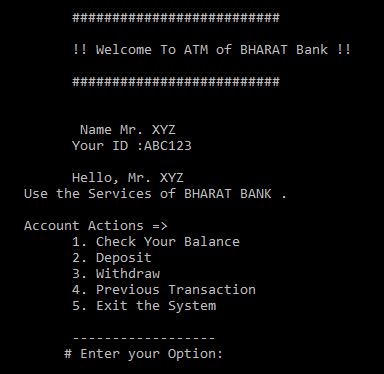 ##########################
!! Welcome To ATM of BHARAT Bank !!
##########################
Name Mr. XYZ
Your ID :ABC123
Hello, Mr. XYZ
Use the Services of BHARAT BANK .
Account Actions =>
1. Check Your Balance
2. Deposit
3. Withdraw
4. Previous Transaction
5. Exit the System
------------------
# Enter your Option: